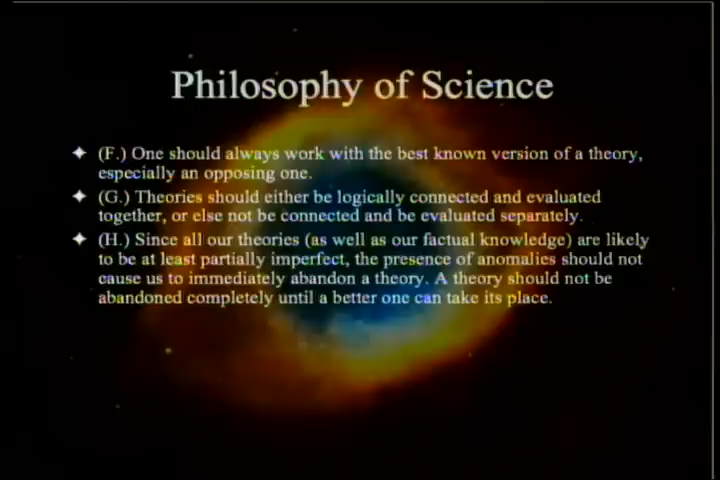 Philosophy of Science
(F.) One should always work with the best known version of a theory,
especially an opposing one.
(G.) Theories should either be logically connected and evaluated
together, or else not be connected and be evaluated separately.
(H.) Since all our theories (as well as our factual knowledge) are likely
to be at least partially imperfect, the presence of anomalies should not
cause us to immediately abandon a theory. A theory should not be
abandoned completely until a better one can take its place.